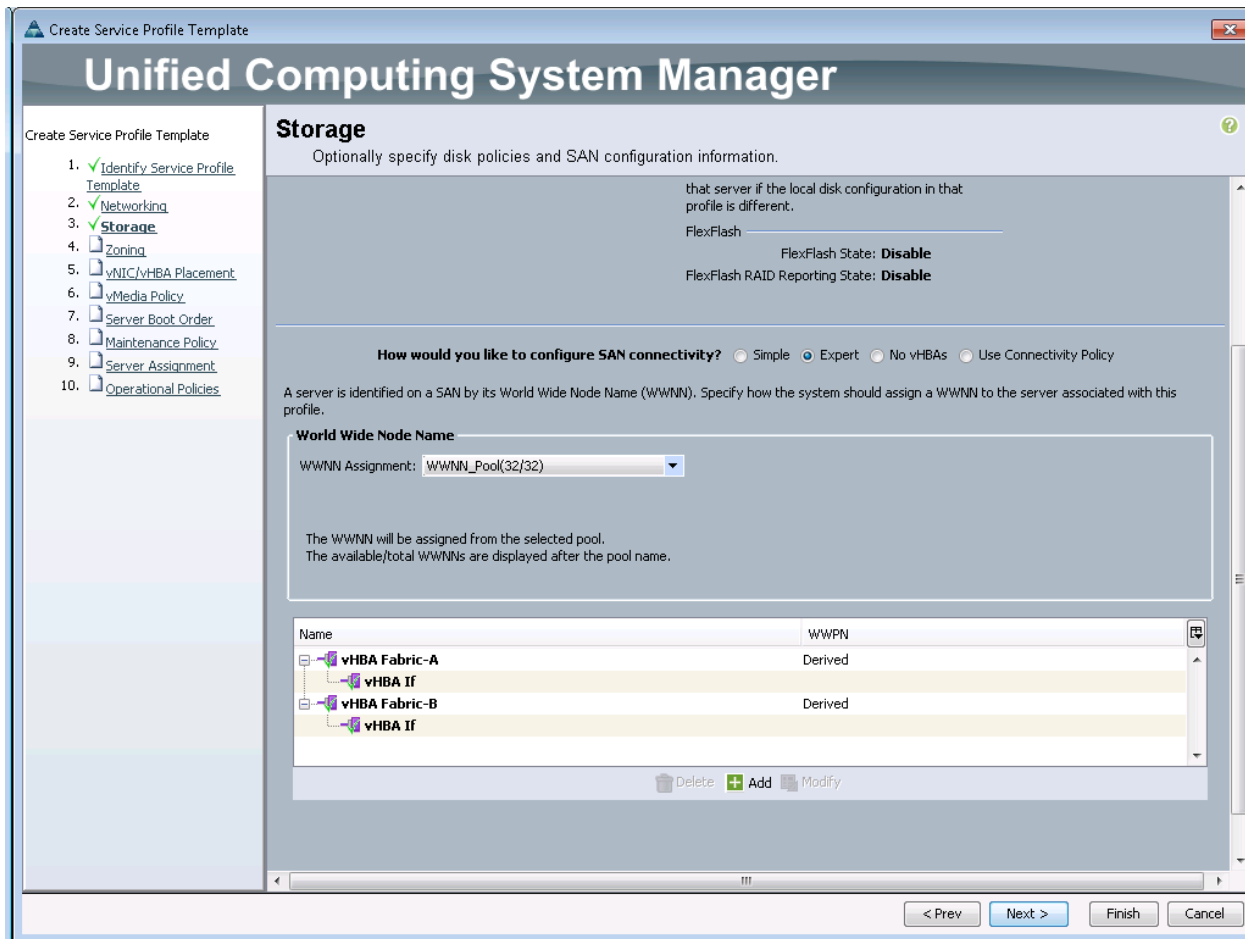 Create Service Profile Template
Unified Computing System Manager
Create Service Profile Template
1. Identify Service Profile
Template
2. Networking
3. Storage
4. Zoning
5. vNIC/vHBA Placement
6. vMedia Policy
7. Server Boot Order
8. Maintenance Policy
9. Server Assignment
10. Operational Policies
Storage
Optionally specify disk policies and SAN configuration information.
that server if the local disk configuration in that
profile is different.
FlexFlash
FlexFlash State: Disable
FlexFlash RAID Reporting State: Disable
How would you like to configure SAN connectivity? Simple Expert No vHBAs Use Connectivity Policy
A server is identified on a SAN by its World Wide Node Name (WWNN). Specify how the system should assign a WWNN to the server associated with this
profile.
World Wide Node Name
WWNN Assignment: WWNN_Pool(32/32)
The WWNN will be assigned from the selected pool.
The available/total WWNNs are displayed after the pool name.
Name WWPN
vHBA Fabric-A Derived
vHBA If
vHBA Fabric-B Derived
vHBA If
Delete Add Modify
< Prev Next > Finish Cancel